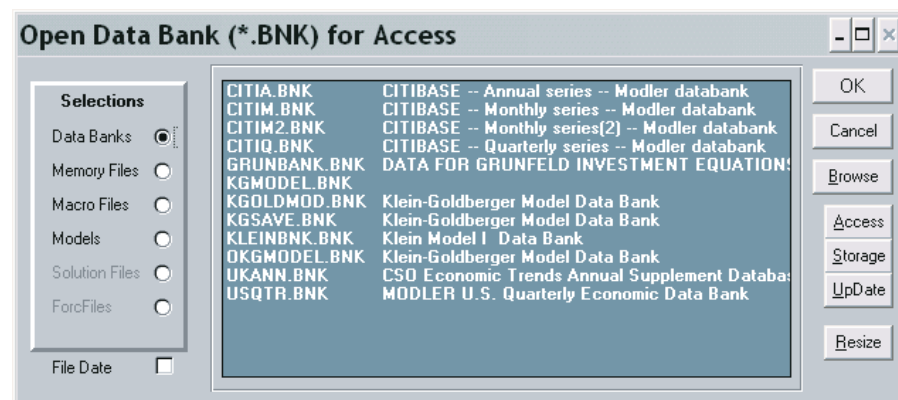 Open Data Bank (*.BNK) for Access
Selections
Data Banks
Memory Files
Macro Files
Models
Solution Files
ForcFiles
File Date
CITIA.BNK CITIBASE -- Annual series -- Modler databank
CITIM.BNK CITIBASE -- Monthly series -- Modler databank
CITIM2.BNK CITIBASE -- Monthly series(2) -- Modler databank
CITIQ.BNK CITIBASE -- Quarterly series -- Modler databank
GRUNBANK.BNK DATA FOR GRUNFELD INVESTMENT EQUATIONS
KGMODEL.BNK
KGOLDMOD.BNK Klein-Goldberger Model Data Bank
KGSAVE.BNK Klein-Goldberger Model Data Bank
KLEINBNK.BNK Klein Model I Data Bank
OKGMODEL.BNK Klein-Goldberger Model Data Bank
UKANN.BNK CSO Economic Trends Annual Supplement Databa
USQTR.BNK MODLER U.S. Quarterly Economic Data Bank
OK
Cancel
Browse
Access
Storage
UpDate
Resize